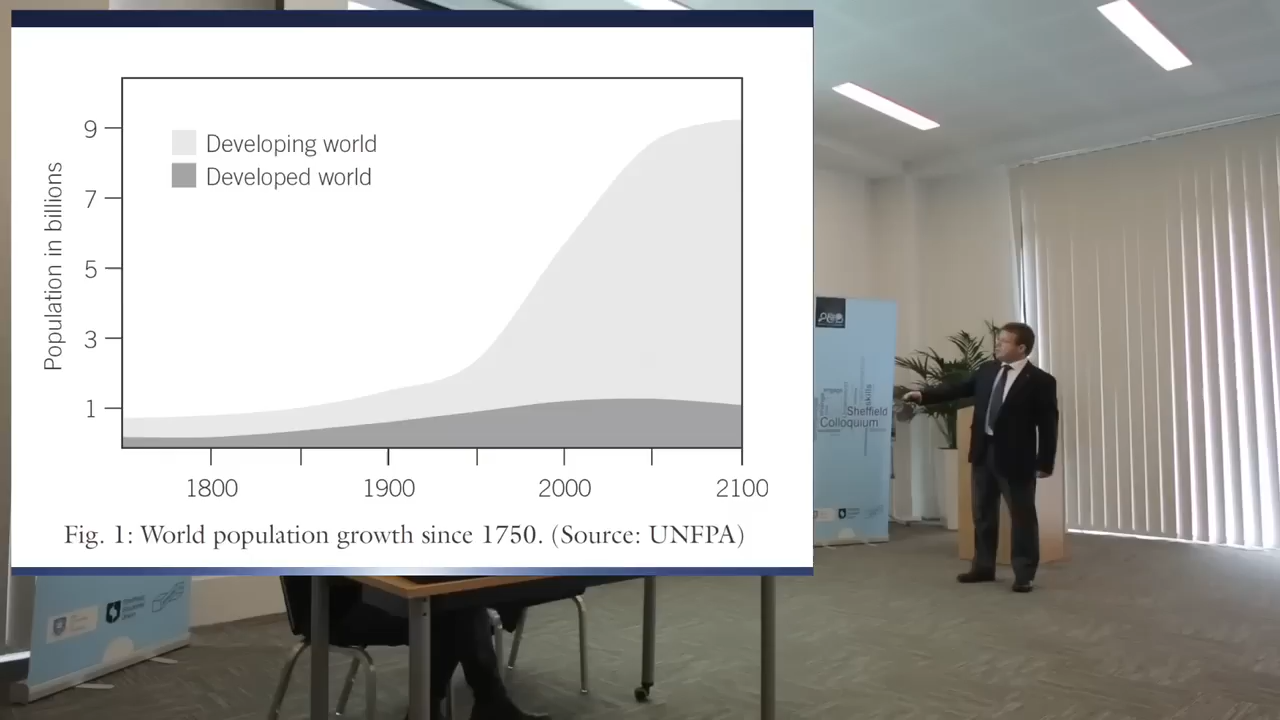 9
7
5
3
1
Population in billions
Developing world
Developed world
1800 1900 2000 2100
Fig. 1: World population growth since 1750. (Source: UNFPA)
skills
Sheffield
Colloquium